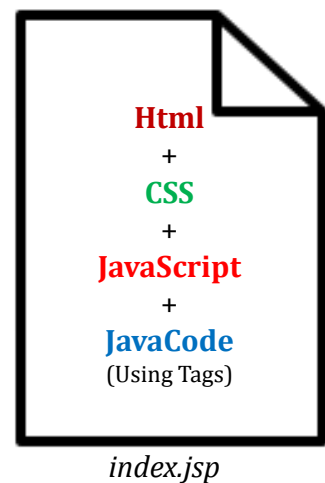 Html
+
CSS
+
JavaScript
+
JavaCode
(Using Tags)
index.jsp